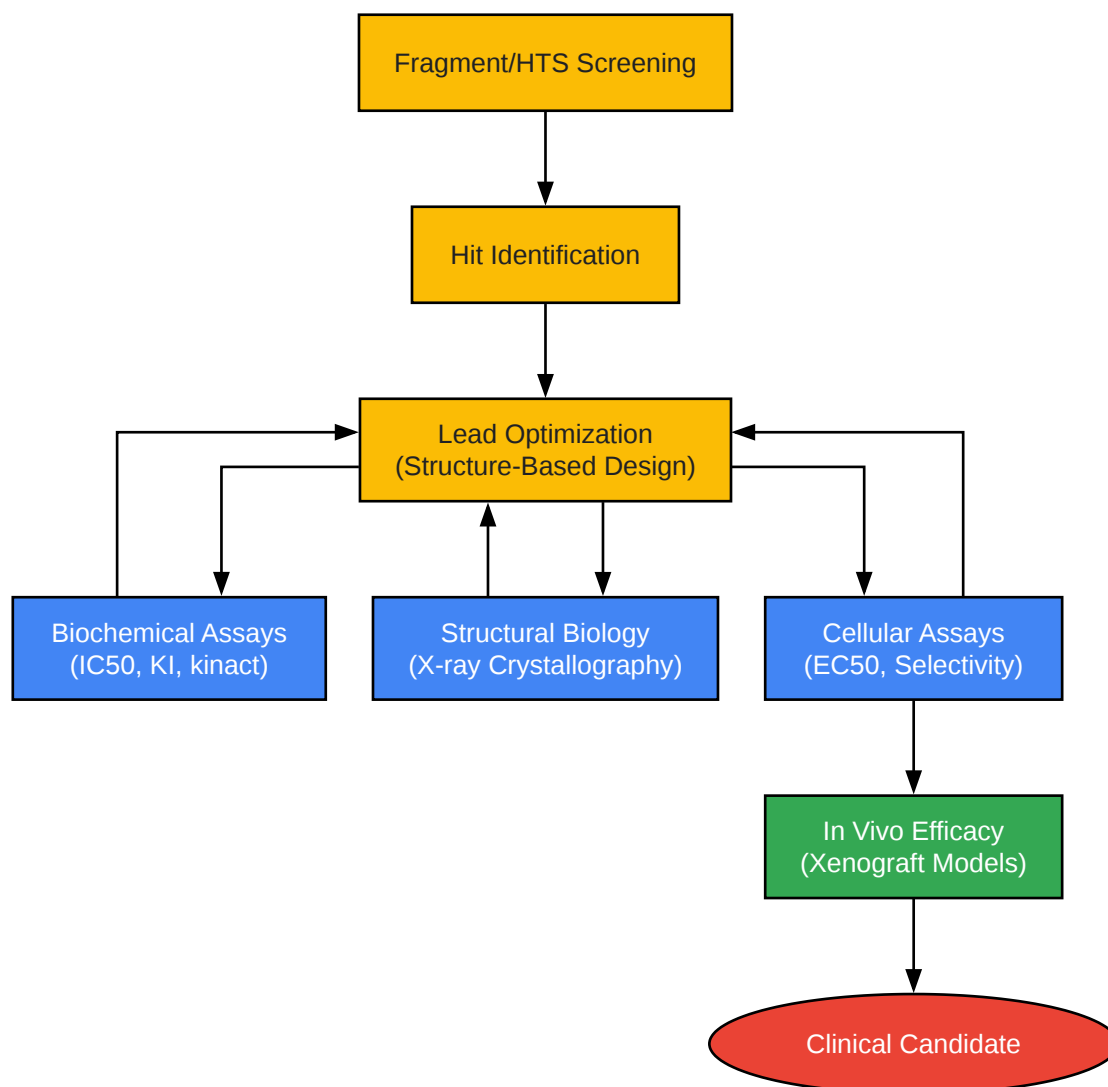 Fragment/HTS Screening
Hit Identification
Lead Optimization
(Structure-Based Design)
Biochemical Assays
(IC50, KI, kinact)
Structural Biology
(X-ray Crystallography)
Cellular Assays
(EC50, Selectivity)
In Vivo Efficacy
(Xenograft Models)
Clinical Candidate